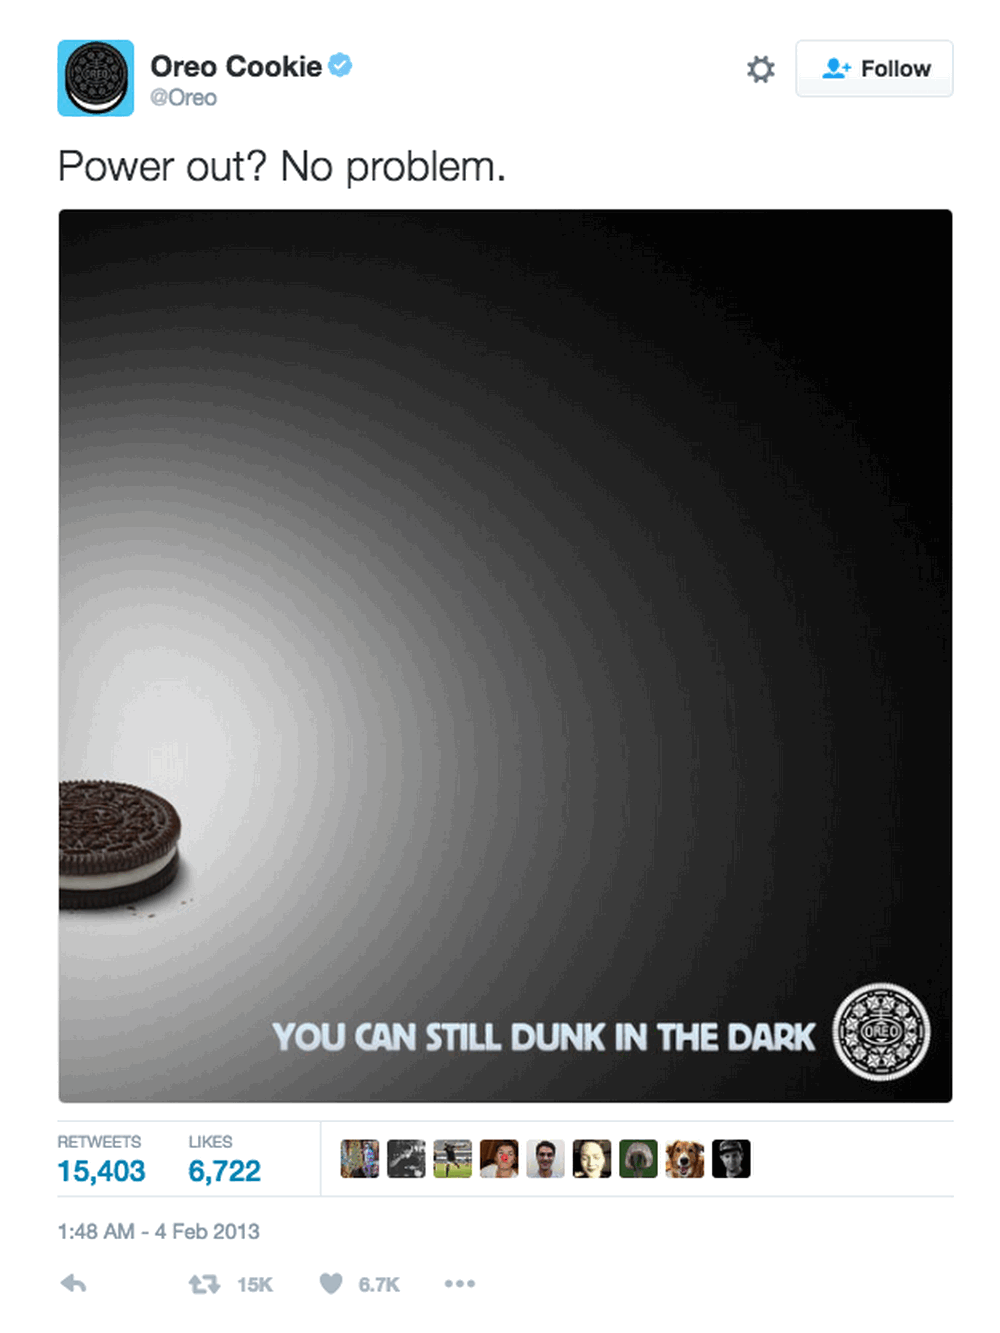 Oreo Cookie
@Oreo
Follow
Power out? No problem.
YOU CAN STILL DUNK IN THE DARK
OREO
RETWEETS LIKES
15,403 6,722
1:48 AM - 4 Feb 2013
15K 6.7K